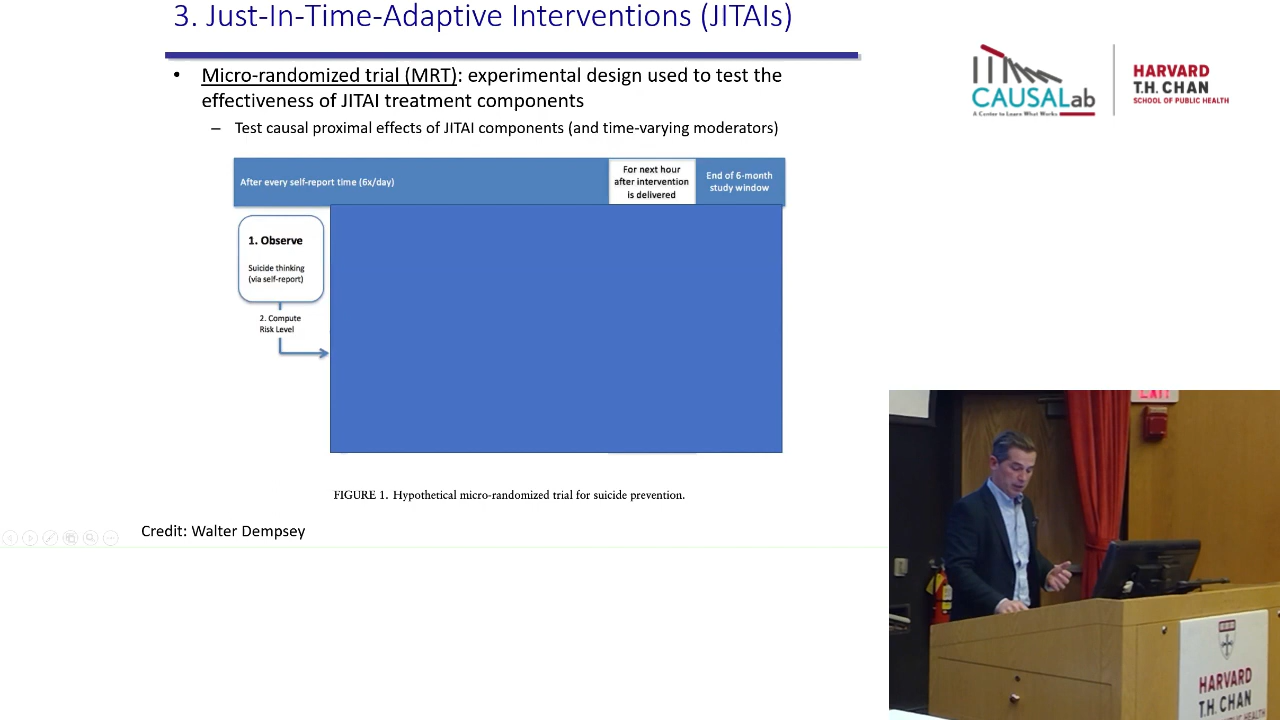 3. Just-In-Time-Adaptive Interventions (JITAIs)
• Micro-randomized trial (MRT): experimental design used to test the
effectiveness of JITAI treatment components
– Test causal proximal effects of JITAI components (and time-varying moderators)
After every self-report time (6x/day)
For next hour
after intervention
is delivered
End of 6-month
study window
1. Observe
Suicide thinking
(via self-report)
2. Compute
Risk Level
FIGURE 1. Hypothetical micro-randomized trial for suicide prevention.
Credit: Walter Dempsey
CAUSALab
A Center to Learn What Works
HARVARD
T.H. CHAN
SCHOOL OF PUBLIC HEALTH
EXIT
HARVARD
T.H. CHAN